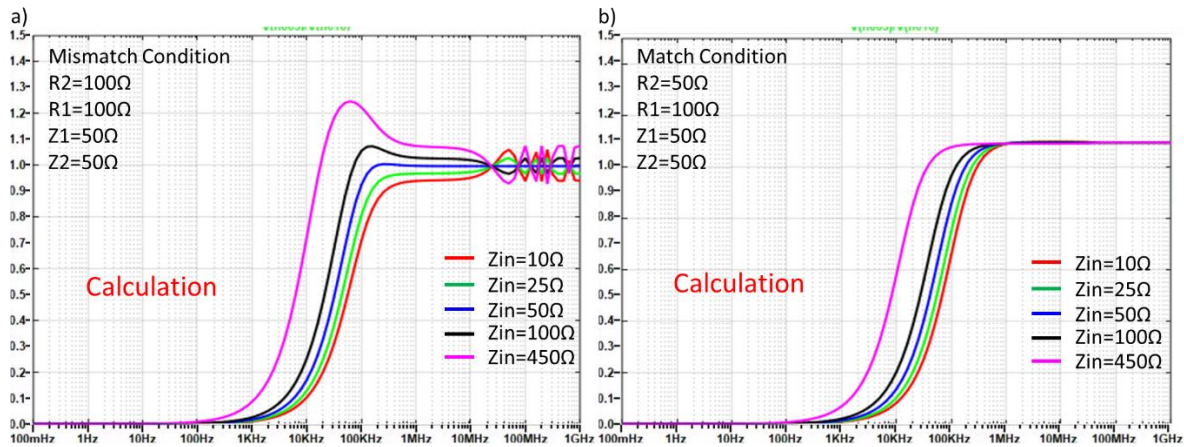 a)
Mismatch Condition
R2=100Ω
R1=100Ω
Z1=50Ω
Z2=50Ω
Calculation
Zin=10Ω
Zin=25Ω
Zin=50Ω
Zin=100Ω
Zin=450Ω
1.5
1.4
1.3
1.2
1.1
1.0
0.9
0.8
0.7
0.6
0.5
0.4
0.3
0.2
0.1
0.0
100mHz 1Hz 10Hz 100Hz 1KHz 10KHz 100KHz 1MHz 10MHz 100MHz 1GHz
b)
Match Condition
R2=50Ω
R1=100Ω
Z1=50Ω
Z2=50Ω
Calculation
Zin=10Ω
Zin=25Ω
Zin=50Ω
Zin=100Ω
Zin=450Ω
1.5
1.4
1.3
1.2
1.1
1.0
0.9
0.8
0.7
0.6
0.5
0.4
0.3
0.2
0.1
0.0
100mHz 1Hz 10Hz 100Hz 1KHz 10KHz 100KHz 1MHz 10MHz 100MHz 1GHz